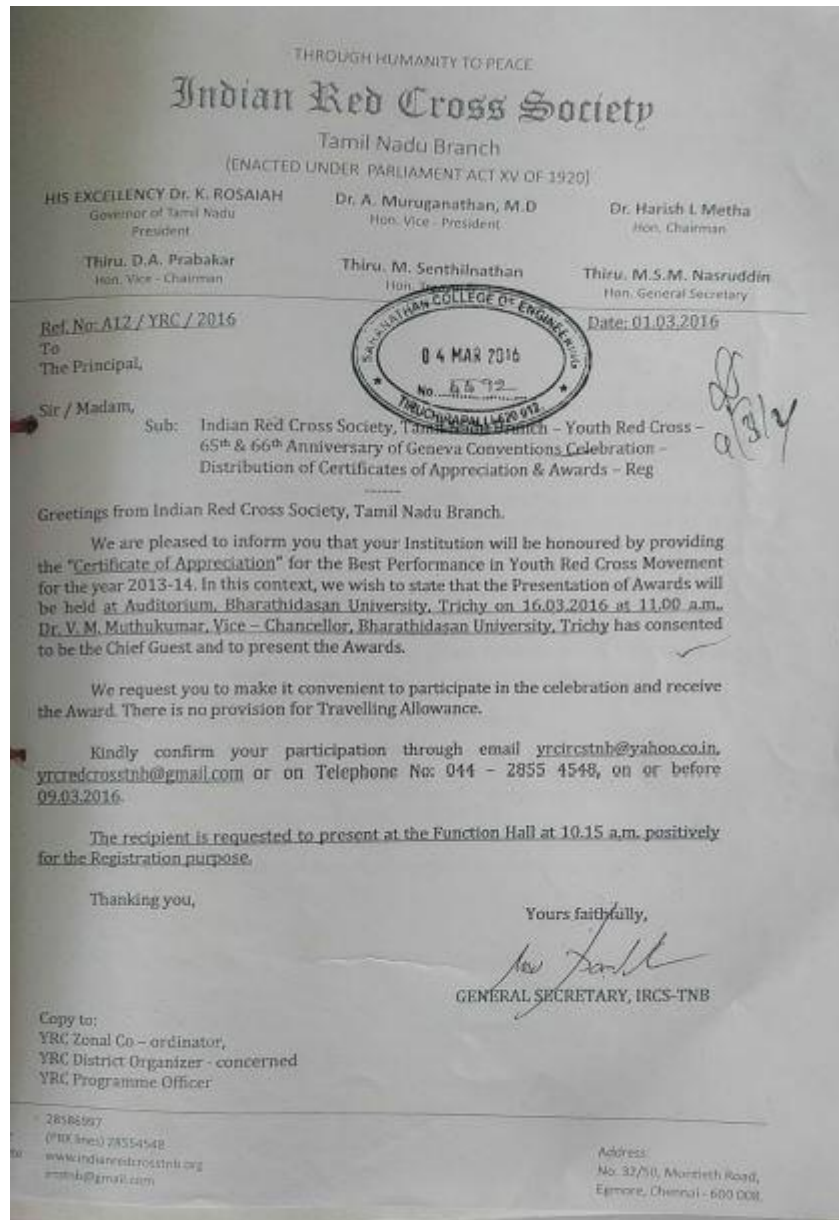 THROUGH HUMANITY TO PEACE
Indian Red Cross Society
Tamil Nadu Branch
(ENACTED UNDER PARLIAMENT ACT XV OF 1920)
HIS EXCELLENCY Dr. K. ROSAIAH
Governor of Tamil Nadu
President
Dr. A. Muruganathan, M.D
Hon. Vice - President
Dr. Harish L Metha
Hon. Chairman
Thiru. D.A. Prabakar
Hon. Vice - Chairman
Thiru. M. Senthilnathan
Hon.
Thiru. M.S.M. Nasruddin
Hon. General Secretary
Ref. No: A12 / YRC / 2016
Date: 01.03.2016
COLLEGE OF ENGINEERING
04 MAR 2016
No.
TIRUCHIRAPALLI-620 012
To
The Principal,
Sir / Madam,
Sub: Indian Red Cross Society, Tamil Nadu Branch – Youth Red Cross –
65th & 66th Anniversary of Geneva Conventions Celebration –
Distribution of Certificates of Appreciation & Awards – Reg
------
Greetings from Indian Red Cross Society, Tamil Nadu Branch.
We are pleased to inform you that your Institution will be honoured by providing
the "Certificate of Appreciation" for the Best Performance in Youth Red Cross Movement
for the year 2013-14. In this context, we wish to state that the Presentation of Awards will
be held at Auditorium, Bharathidasan University, Trichy on 16.03.2016 at 11.00 a.m.,
Dr. V. M. Muthukumar, Vice – Chancellor, Bharathidasan University, Trichy has consented
to be the Chief Guest and to present the Awards.
We request you to make it convenient to participate in the celebration and receive
the Award. There is no provision for Travelling Allowance.
Kindly confirm your participation through email yrcircstnb@yahoo.co.in,
yrcredcrosstnb@gmail.com or on Telephone No: 044 – 2855 4548, on or before
09.03.2016.
The recipient is requested to present at the Function Hall at 10.15 a.m. positively
for the Registration purpose.
Thanking you,
Yours faithfully,
GENERAL SECRETARY, IRCS-TNB
Copy to:
YRC Zonal Co – ordinator,
YRC District Organizer - concerned
YRC Programme Officer
28586997
(PBX lines) 28554548
www.indianredcrosstnb.org
Address:
No. 32/50, Montieth Road,
Egmore, Chennai - 600 008.